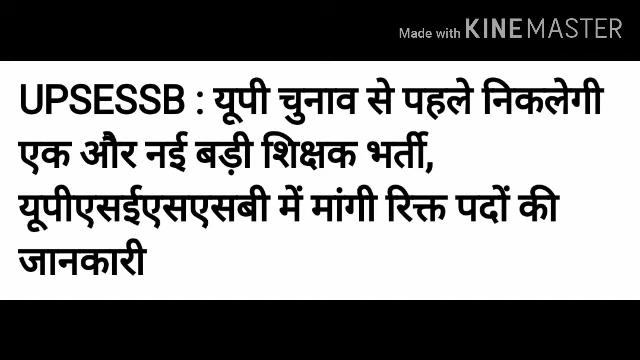 Made with KINEMASTER
UPSESSB : यूपी चुनाव से पहले निकलेगी
एक और नई बड़ी शिक्षक भर्ती,
यूपीएसईएसएसबी में मांगी रिक्त पदों की
जानकारी